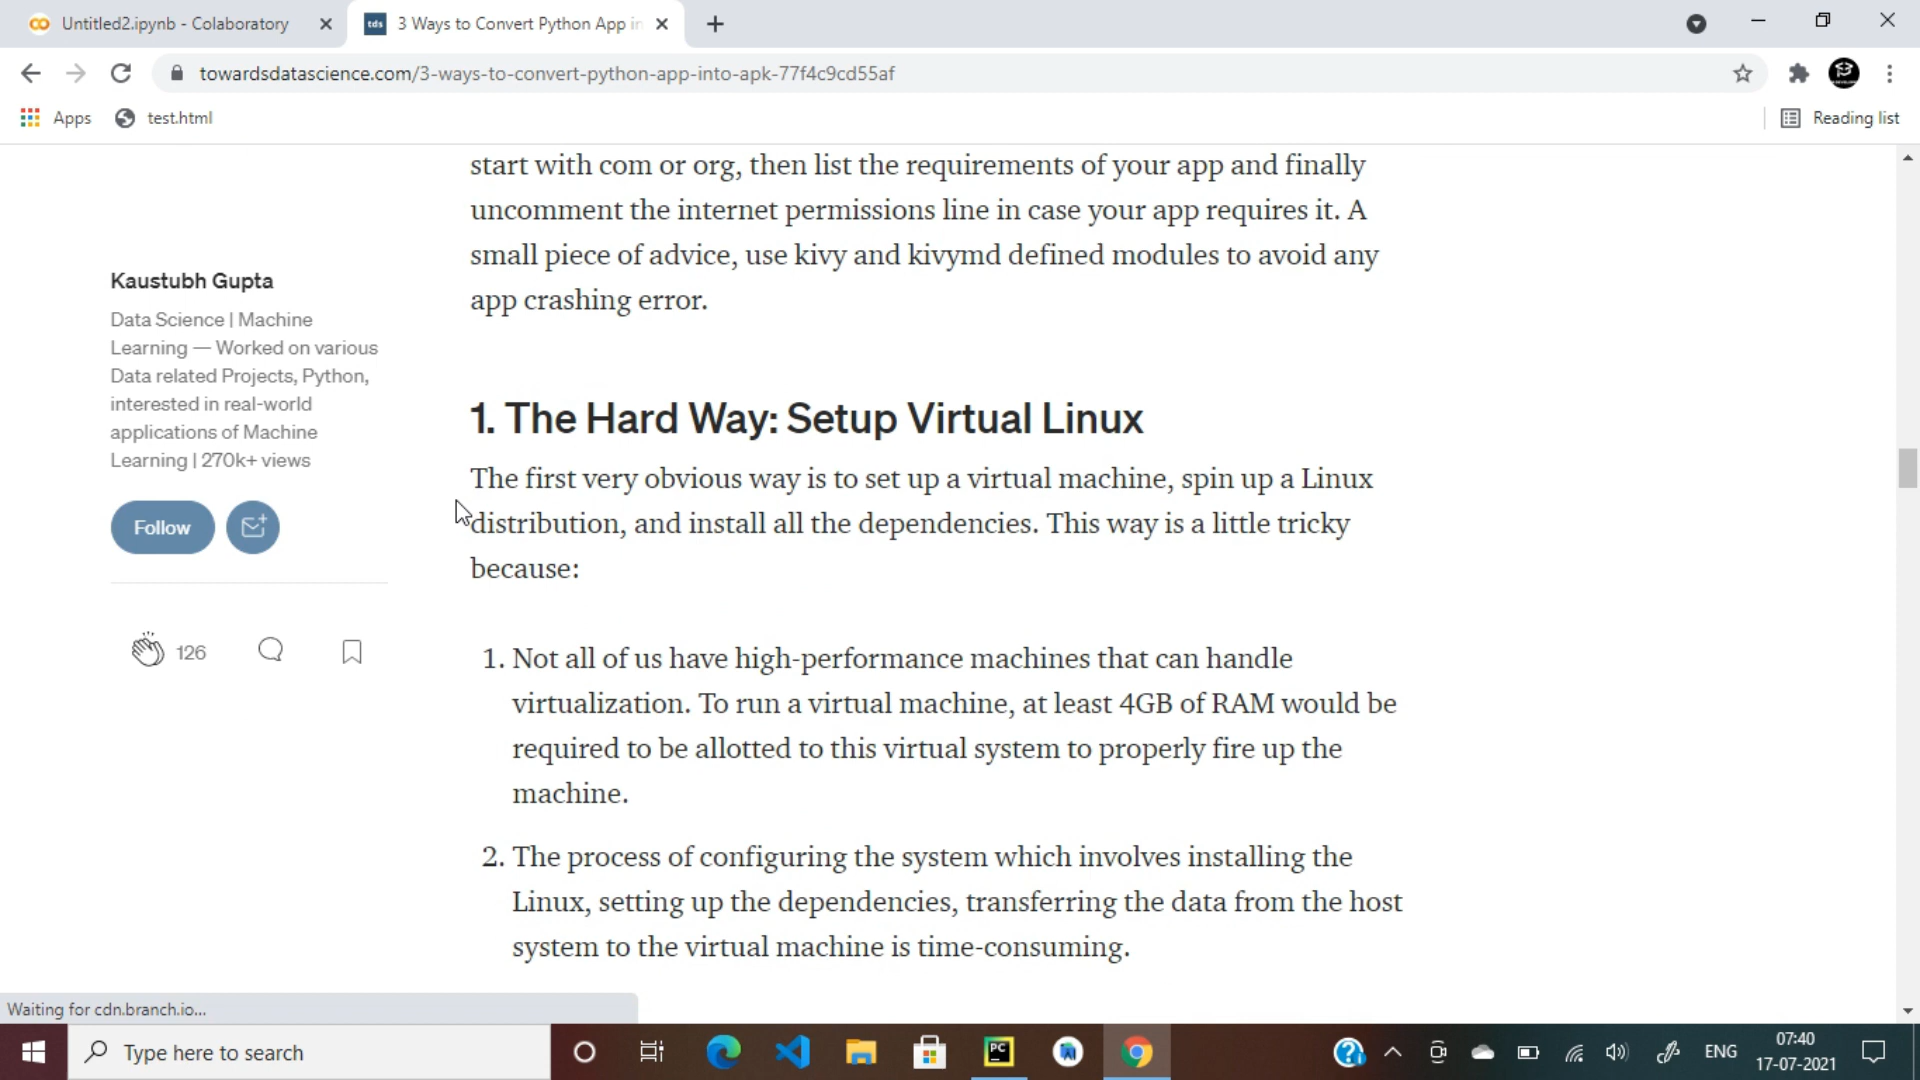 Untitled2.ipynb - Colaboratory
tds
3 Ways to Convert Python App in
towardsdatascience.com/3-ways-to-convert-python-app-into-apk-77f4c9cd55af
Apps
test.html
Reading list
start with com or org, then list the requirements of your app and finally
uncomment the internet permissions line in case your app requires it. A
small piece of advice, use kivy and kivymd defined modules to avoid any
app crashing error.
Kaustubh Gupta
Data Science | Machine
Learning — Worked on various
Data related Projects, Python,
interested in real-world
applications of Machine
Learning | 270k+ views
Follow
126
1. The Hard Way: Setup Virtual Linux
The first very obvious way is to set up a virtual machine, spin up a Linux
distribution, and install all the dependencies. This way is a little tricky
because:
1. Not all of us have high-performance machines that can handle
virtualization. To run a virtual machine, at least 4GB of RAM would be
required to be allotted to this virtual system to properly fire up the
machine.
2. The process of configuring the system which involves installing the
Linux, setting up the dependencies, transferring the data from the host
system to the virtual machine is time-consuming.
Waiting for cdn.branch.io...
Type here to search
PC
ENG
07:40
17-07-2021